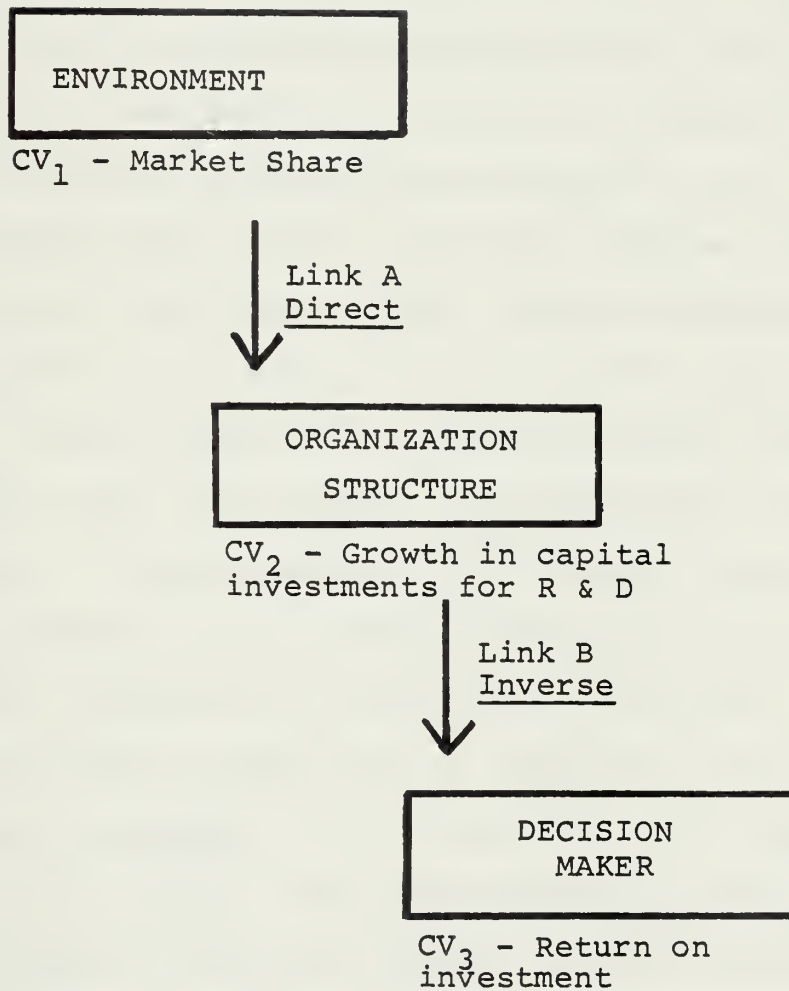 ENVIRONMENT
CV₁ - Market Share
Link A
Direct
ORGANIZATION
STRUCTURE
CV₂ - Growth in capital
investments for R & D
Link B
Inverse
DECISION
MAKER
CV₃ - Return on
investment